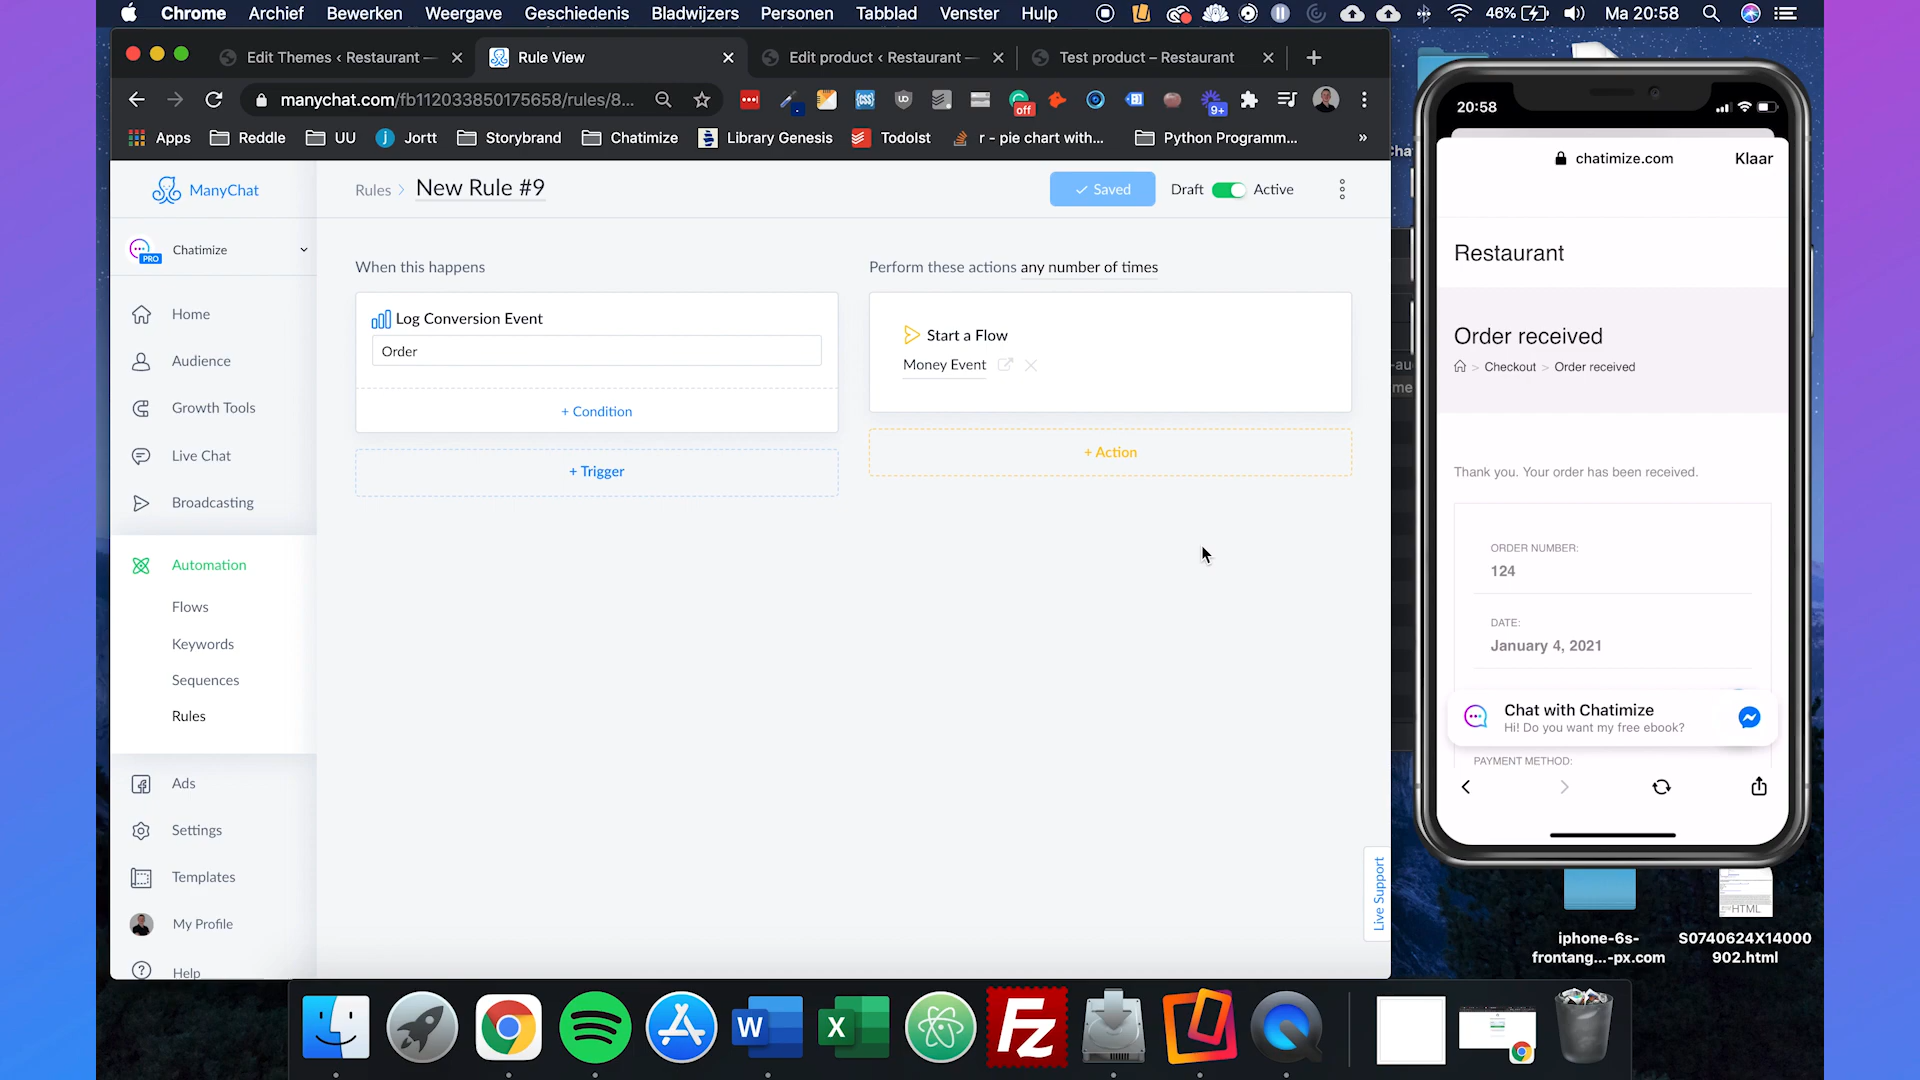 Chrome Archief Bewerken Weergave Geschiedenis Bladwijzers Personen Tabblad Venster Hulp 46% Ma 20:58
Edit Themes ‹ Restaurant — Rule View Edit product ‹ Restaurant — Test product – Restaurant
manychat.com/fb112033850175658/rules/8... off 9+
Apps Reddle UU Jortt Storybrand Chatimize Library Genesis TodoIst r - pie chart with... Python Programm... »
ManyChat
Rules New Rule #9
Saved
Draft Active
PRO
Chatimize
Home
Audience
Growth Tools
Live Chat
Broadcasting
Automation
Flows
Keywords
Sequences
Rules
Ads
Settings
Templates
My Profile
Help
When this happens
Log Conversion Event
Order
+ Condition
+ Trigger
Perform these actions any number of times
Start a Flow
Money Event
+ Action
Live Support
20:58
chatimize.com Klaar
Restaurant
Order received
> Checkout > Order received
Thank you. Your order has been received.
ORDER NUMBER:
124
DATE:
January 4, 2021
Chat with Chatimize
Hi! Do you want my free ebook?
PAYMENT METHOD:
HTML
iphone-6s-
frontang...-px.com
S0740624X14000
902.html
W
X
Fz